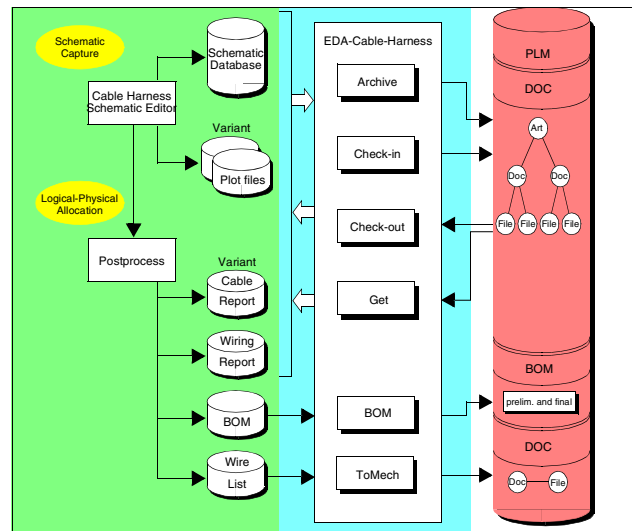 Schematic
Capture
Cable Harness
Schematic Editor
Schematic
Database
Variant
Plot files
Logical-Physical
Allocation
Postprocess
Variant
Cable
Report
Wiring
Report
BOM
Wire
List
EDA-Cable-Harness
Archive
Check-in
Check-out
Get
BOM
ToMech
PLM
DOC
Art
Doc
Doc
File
File
File
File
BOM
prelim. and final
DOC
Doc
File